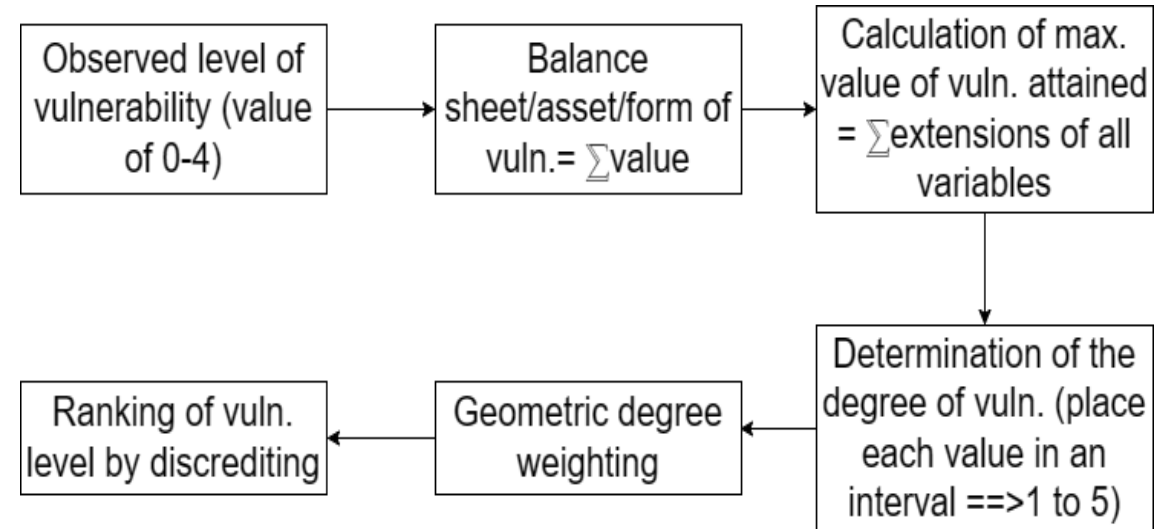 Observed level of
vulnerability (value
of 0-4)
Balance
sheet/asset/form of
vuln.= ∑value
Calculation of max.
value of vuln. attained
= ∑extensions of all
variables
Determination of the
degree of vuln. (place
each value in an
interval ==>1 to 5)
Geometric degree
weighting
Ranking of vuln.
level by discrediting